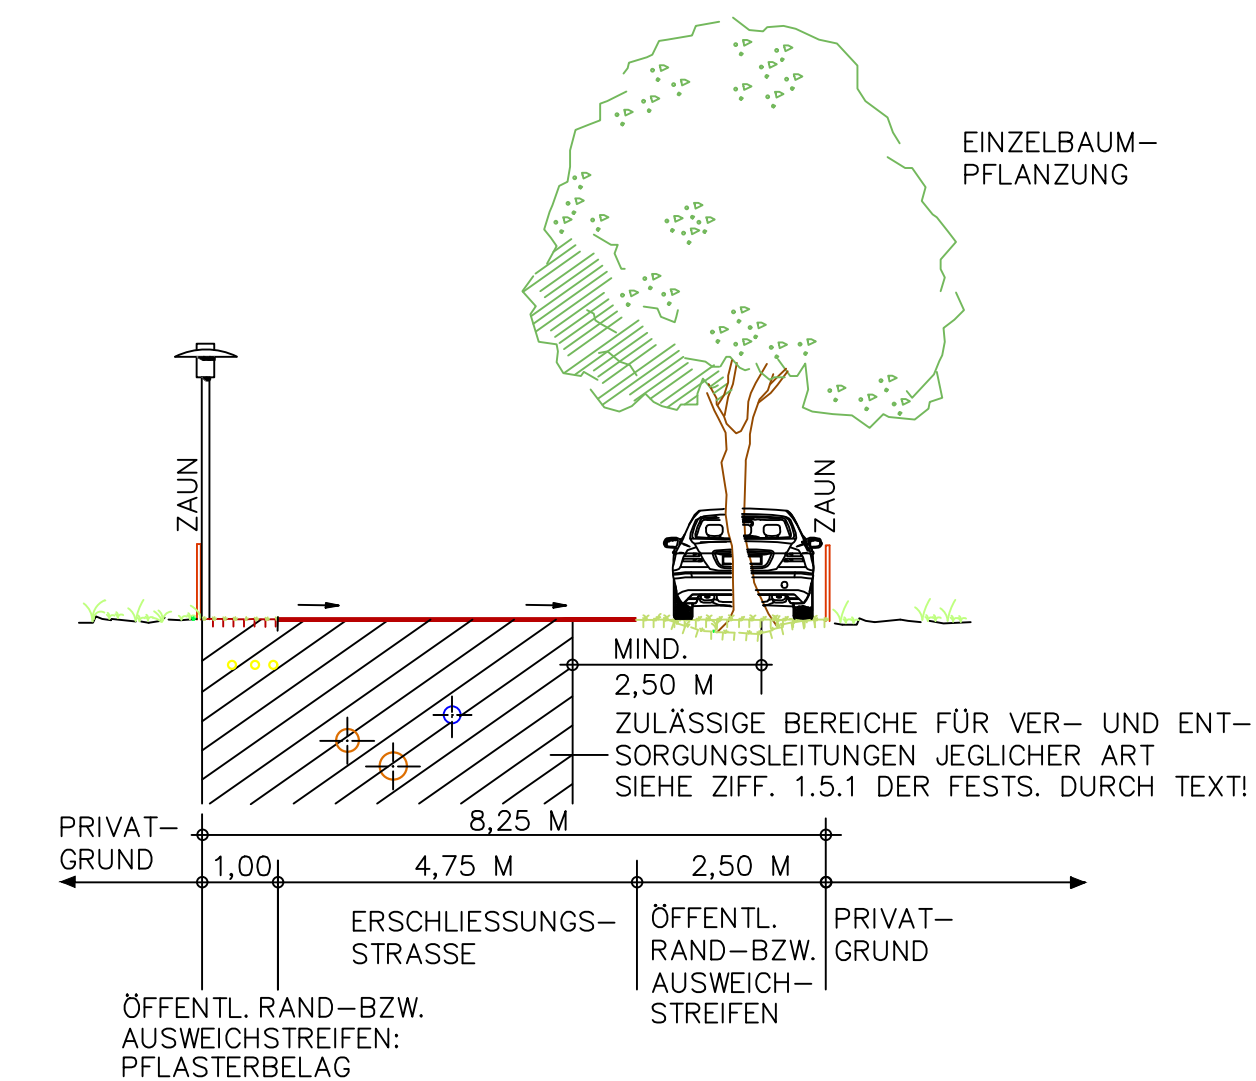 EINZELBAUM-
PFLANZUNG
ZAUN
ZAUN
MIND.
2,50 M
ZULÄSSIGE BEREICHE FÜR VER- UND ENT-
SORGUNGSLEITUNGEN JEGLICHER ART
SIEHE ZIFF. 1.5.1 DER FESTS. DURCH TEXT!
8,25 M
PRIVAT-
GRUND
1,00
4,75 M
2,50 M
ERSCHLIESSUNGS-
STRASSE
ÖFFENTL.
RAND-BZW.
AUSWEICH-
STREIFEN
PRIVAT-
GRUND
ÖFFENTL. RAND-BZW.
AUSWEICHSTREIFEN:
PFLASTERBELAG